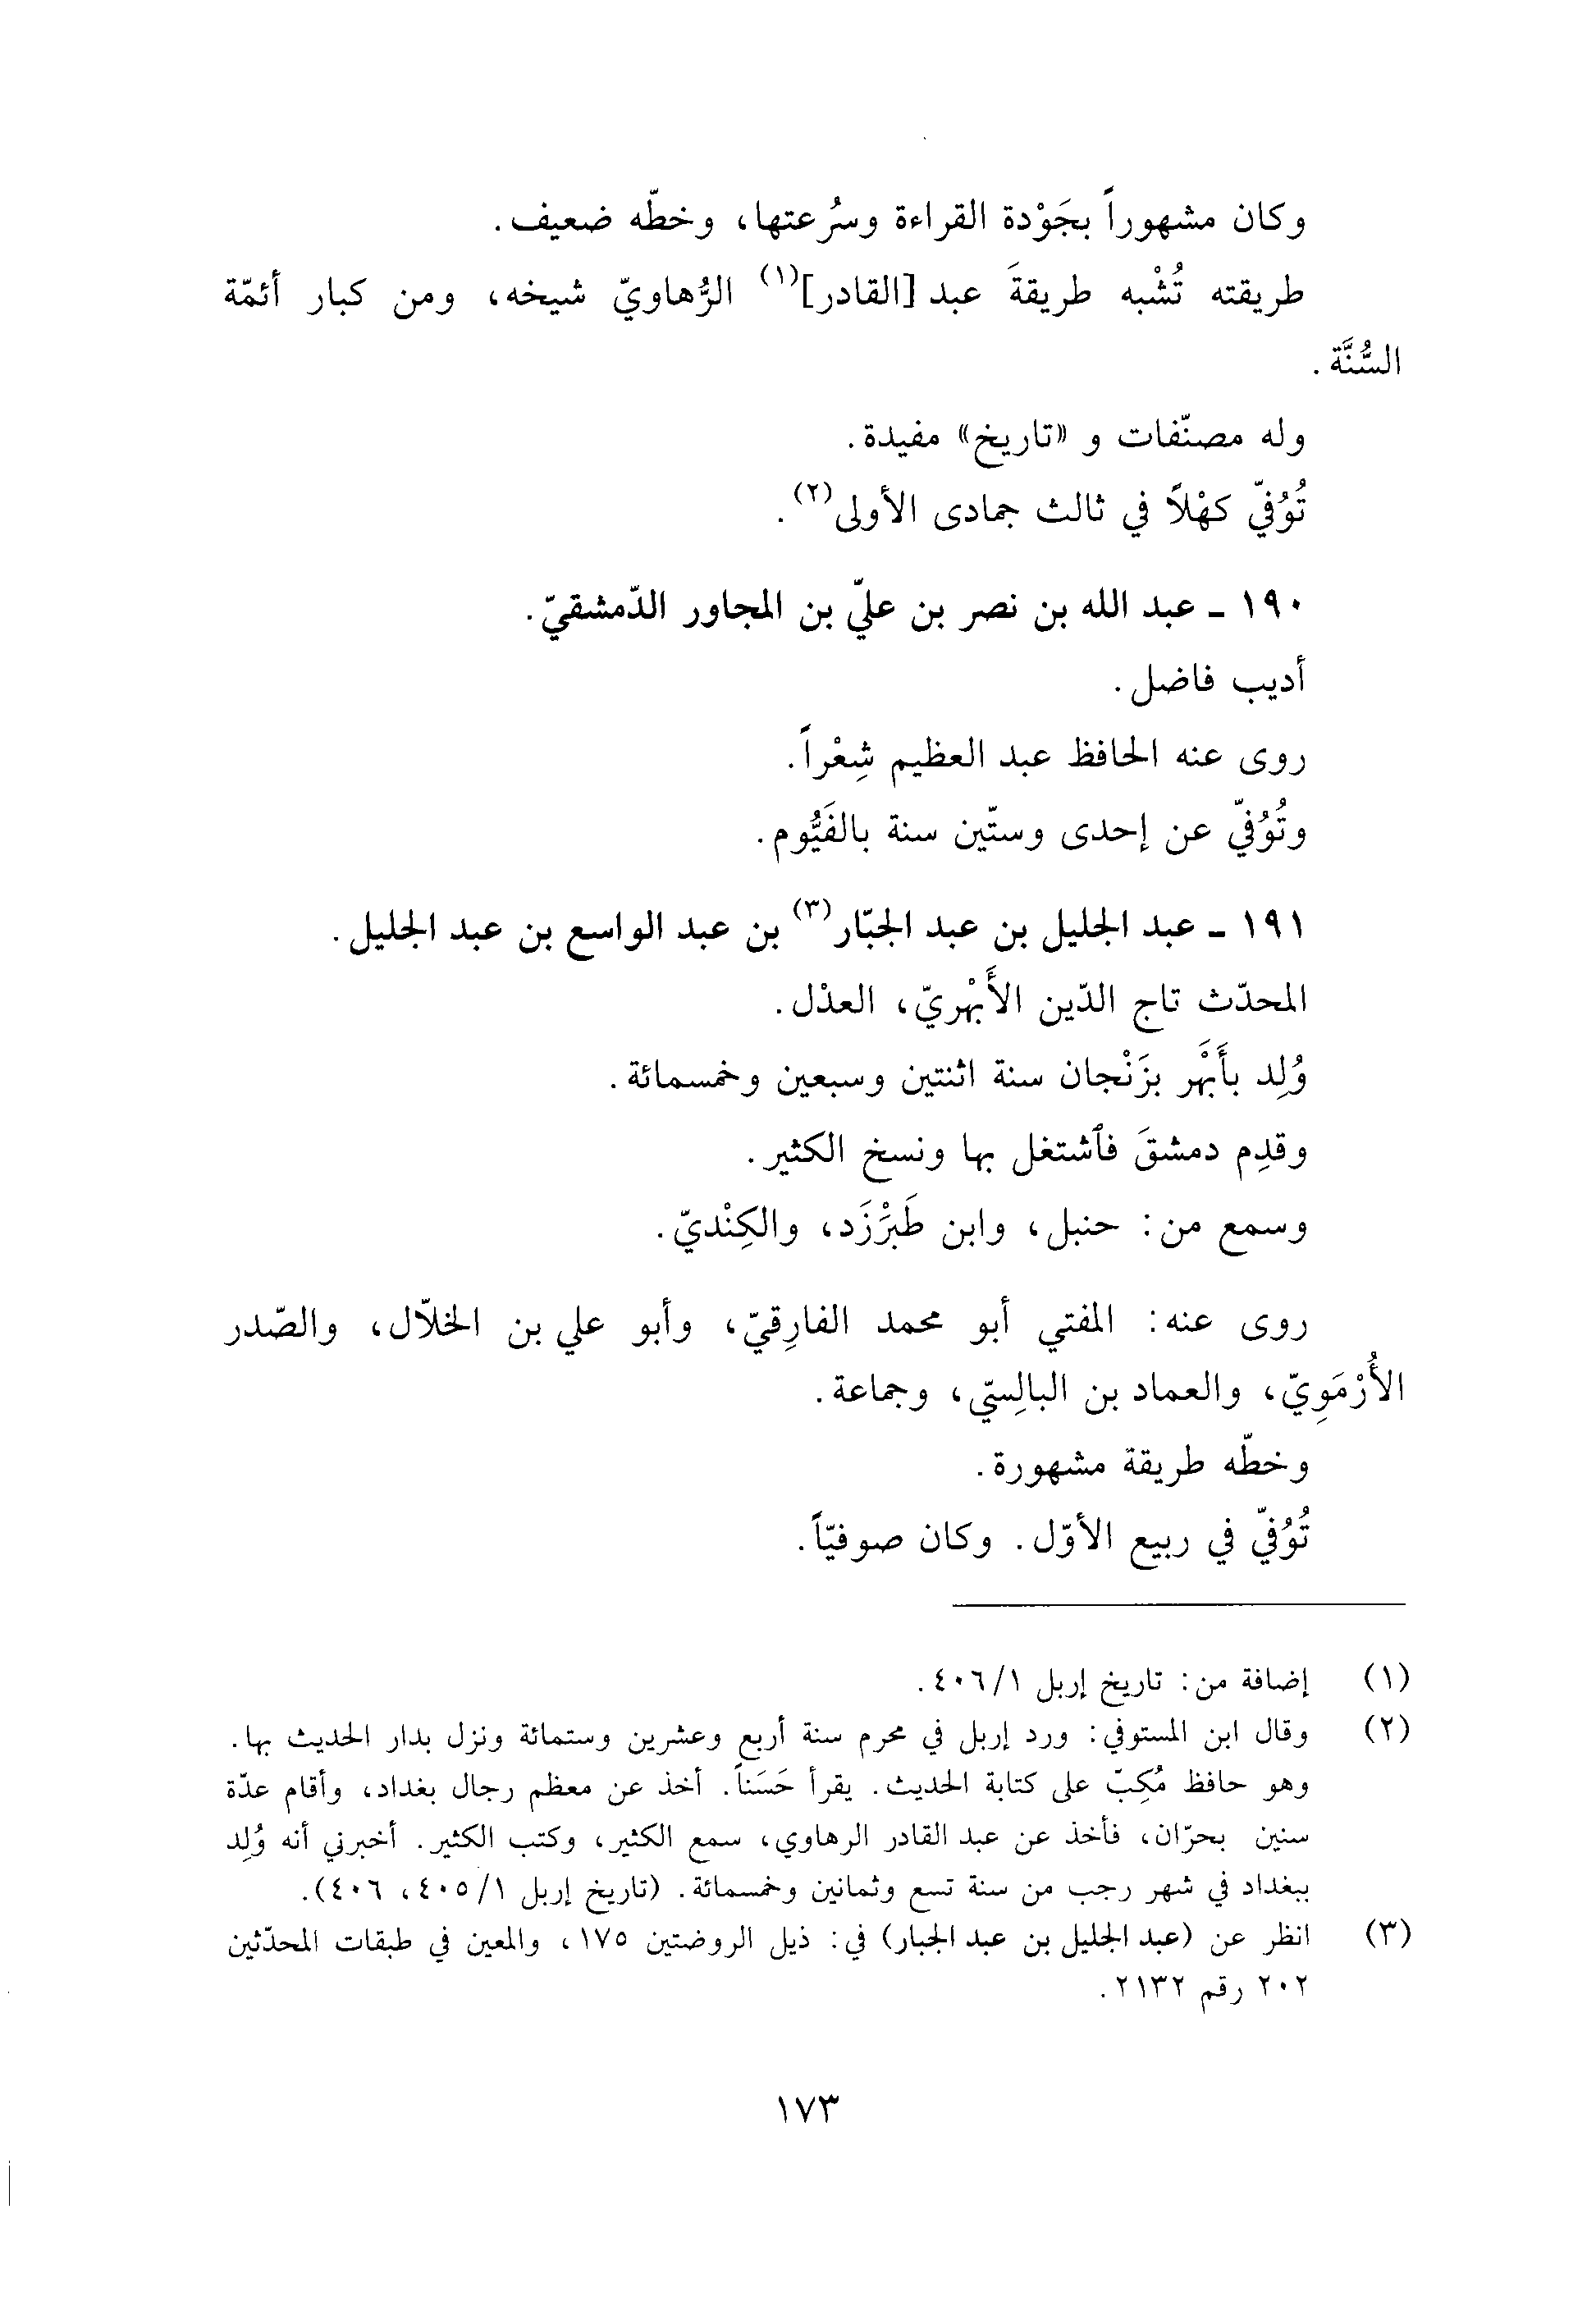 وكان مشهوراً بجَوْدة القراءة وسرُعتها، وخطّه ضعيف.
طريقته تُشْبه طريقةَ عبد [القادر](١) الرُّهاويّ شيخه، ومن كبار أئمّة
السُّنَّة.
وله مصنّفات و «تاريخ» مفيدة.
تُوُفيّ كهْلاً في ثالث جمادى الأولى(٢).
١٩٠ ـ عبد الله بن نصر بن عليّ بن المجاور الدّمشقيّ.
أديب فاضل.
روى عنه الحافظ عبد العظيم شِعْراً.
وتُوُفيّ عن إحدى وستّين سنة بالفَيُّوم.
١٩١ ـ عبد الجليل بن عبد الجبّار(٣) بن عبد الواسع بن عبد الجليل.
المحدّث تاج الدّين الأَبْهَريّ، العدْل.
وُلِد بأَبْهَر بزَنْجان سنة اثنتين وسبعين وخمسمائة.
وقدِم دمشقَ فاَشتغل بها ونسخ الكثير.
وسمع من: حنبل، وابن طَبَرْزَد، والكِنْديّ.
روى عنه: المفتي أبو محمد الفارِقيّ، وأبو علي بن الخلاّل، والصّدر
الأُرْمَوِيّ، والعماد بن البالِسيّ، وجماعة.
وخطّه طريقة مشهورة.
تُوُفيّ في ربيع الأوّل. وكان صوفيّاً.
(١) إضافة من: تاريخ إربل ٤٠٦/١.
(٢) وقال ابن المستوفي: ورد إربل في محرم سنة أربع وعشرين وستمائة ونزل بدار الحديث بها.
وهو حافظ مُكِبّ على كتابة الحديث. يقرأ حَسَناً. أخذ عن معظم رجال بغداد، وأقام عدّة
سنين بحرّان، فأخذ عن عبد القادر الرهاوي، سمع الكثير، وكتب الكثير. أخبرني أنه وُلِد
ببغداد في شهر رجب من سنة تسع وثمانين وخمسمائة. (تاريخ إربل ٤٠٥/١، ٤٠٦).
(٣) انظر عن (عبد الجليل بن عبد الجبار) في: ذيل الروضتين ١٧٥، والمعين في طبقات المحدّثين
٢٠٢ رقم ٢١٣٢.
١٧٣